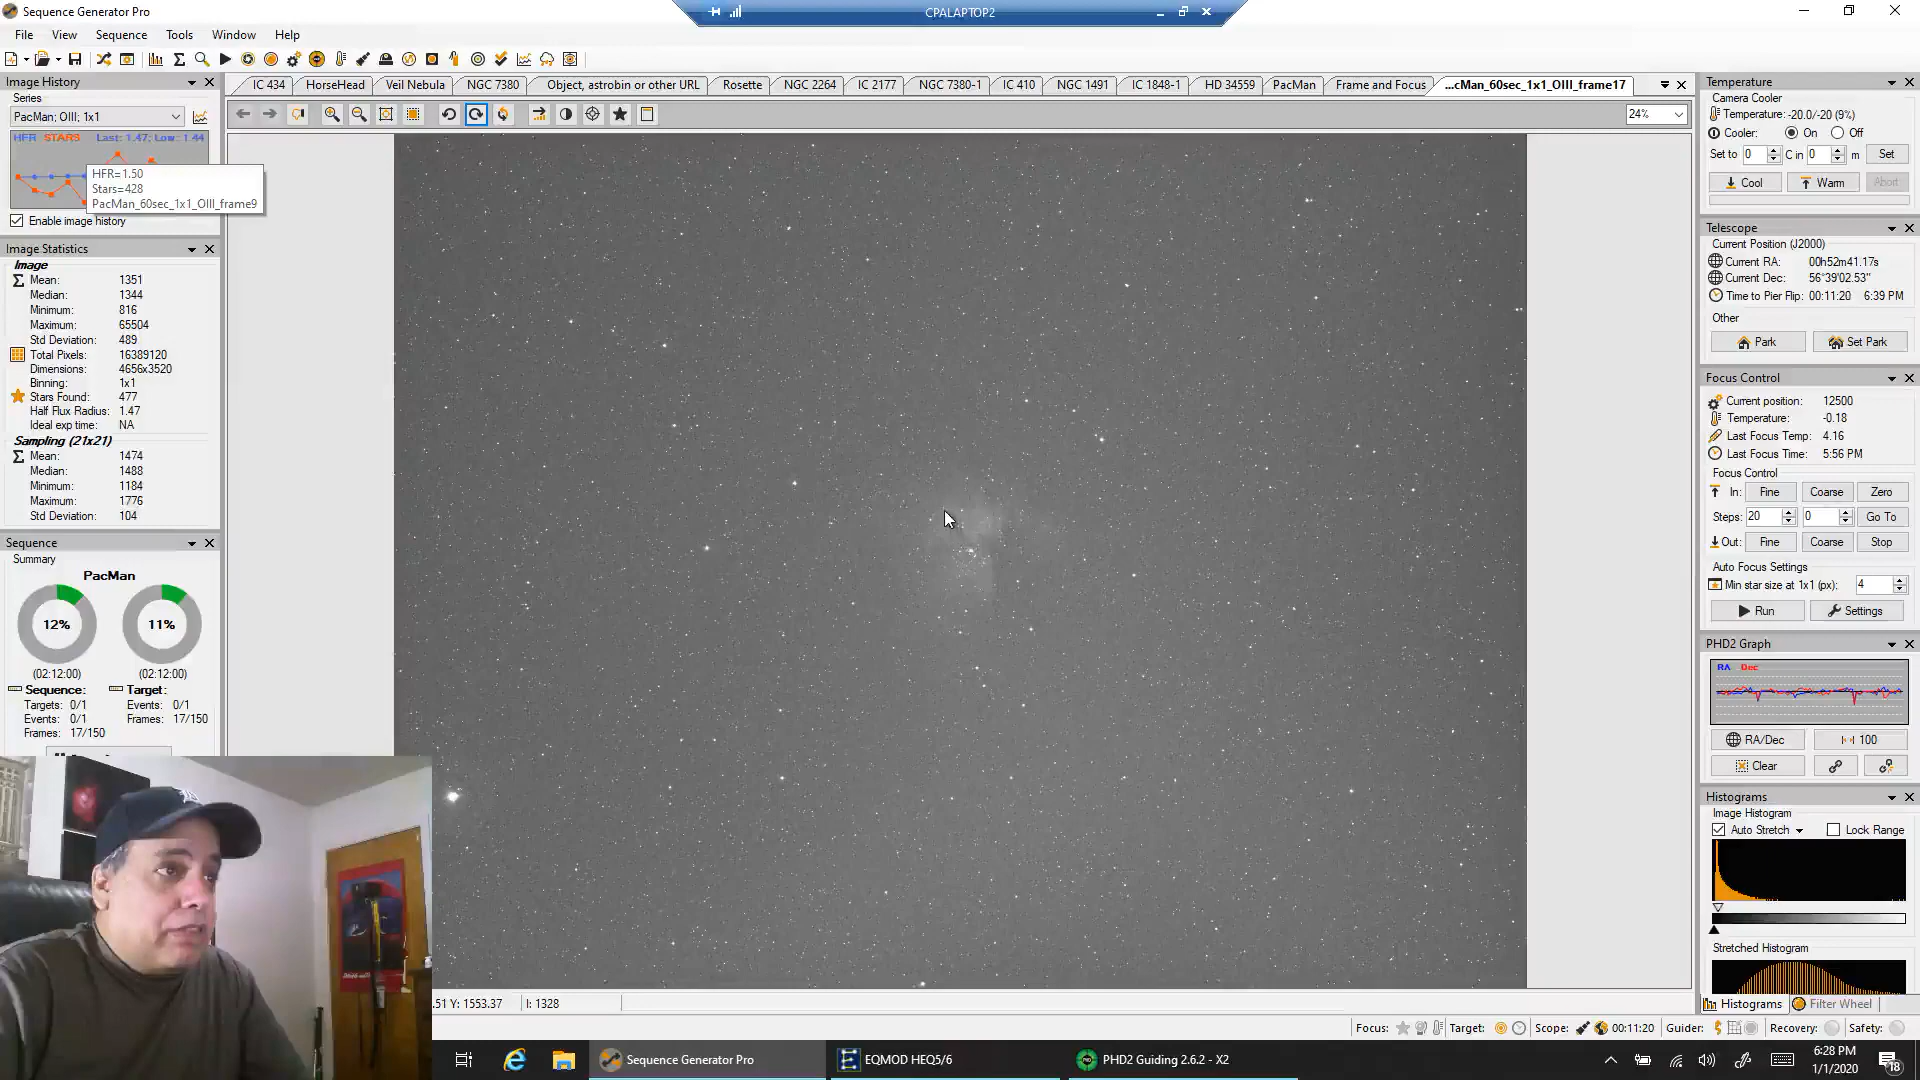 Sequence Generator Pro
CPALAPTOP2
File View Sequence Tools Window Help
Image History
Series
PacMan; OIII; 1x1
HFR STARS Last: 1.47; Low: 1.44
HFR=1.50
Stars=428
PacMan_60sec_1x1_OIII_frame9
Enable image history
Image Statistics
Image
Mean: 1351
Median: 1344
Minimum: 816
Maximum: 65504
Std Deviation: 489
Total Pixels: 16389120
Dimensions: 4656x3520
Binning: 1x1
Stars Found: 477
Half Flux Radius: 1.47
Ideal exp time: NA
Sampling (21x21)
Mean: 1474
Median: 1488
Minimum: 1184
Maximum: 1776
Std Deviation: 104
Sequence
Summary
PacMan
12% 11%
(02:12:00) (02:12:00)
Sequence: Target:
Targets: 0/1 Events: 0/1
Events: 0/1 Frames: 17/150
Frames: 17/150
IC 434 HorseHead Veil Nebula NGC 7380 Object, astrobin or other URL Rosette NGC 2264 IC 2177 NGC 7380-1 IC 410 NGC 1491 IC 1848-1 HD 34559 PacMan Frame and Focus ...cMan_60sec_1x1_OIII_frame17
24%
.51 Y: 1553.37 I: 1328
Temperature
Camera Cooler
Temperature: -20.0/-20 (9%)
Cooler: On Off
Set to 0 C in 0 m Set
Cool Warm Abort
Telescope
Current Position (J2000)
Current RA: 00h52m41.17s
Current Dec: 56°39'02.53"
Time to Pier Flip: 00:11:20 6:39 PM
Other
Park Set Park
Focus Control
Current position: 12500
Temperature: -0.18
Last Focus Temp: 4.16
Last Focus Time: 5:56 PM
Focus Control
In: Fine Coarse Zero
Steps: 20 0 Go To
Out: Fine Coarse Stop
Auto Focus Settings
Min star size at 1x1 (px): 4
Run Settings
PHD2 Graph
RA Dec
RA/Dec 100
Clear
Histograms
Image Histogram
Auto Stretch Lock Range
Stretched Histogram
Histograms Filter Wheel
Focus: Target: Scope: 00:11:20 Guider: Recovery: Safety:
Sequence Generator Pro EQMOD HEQ5/6 PHD2 Guiding 2.6.2 - X2
6:28 PM
1/1/2020
18